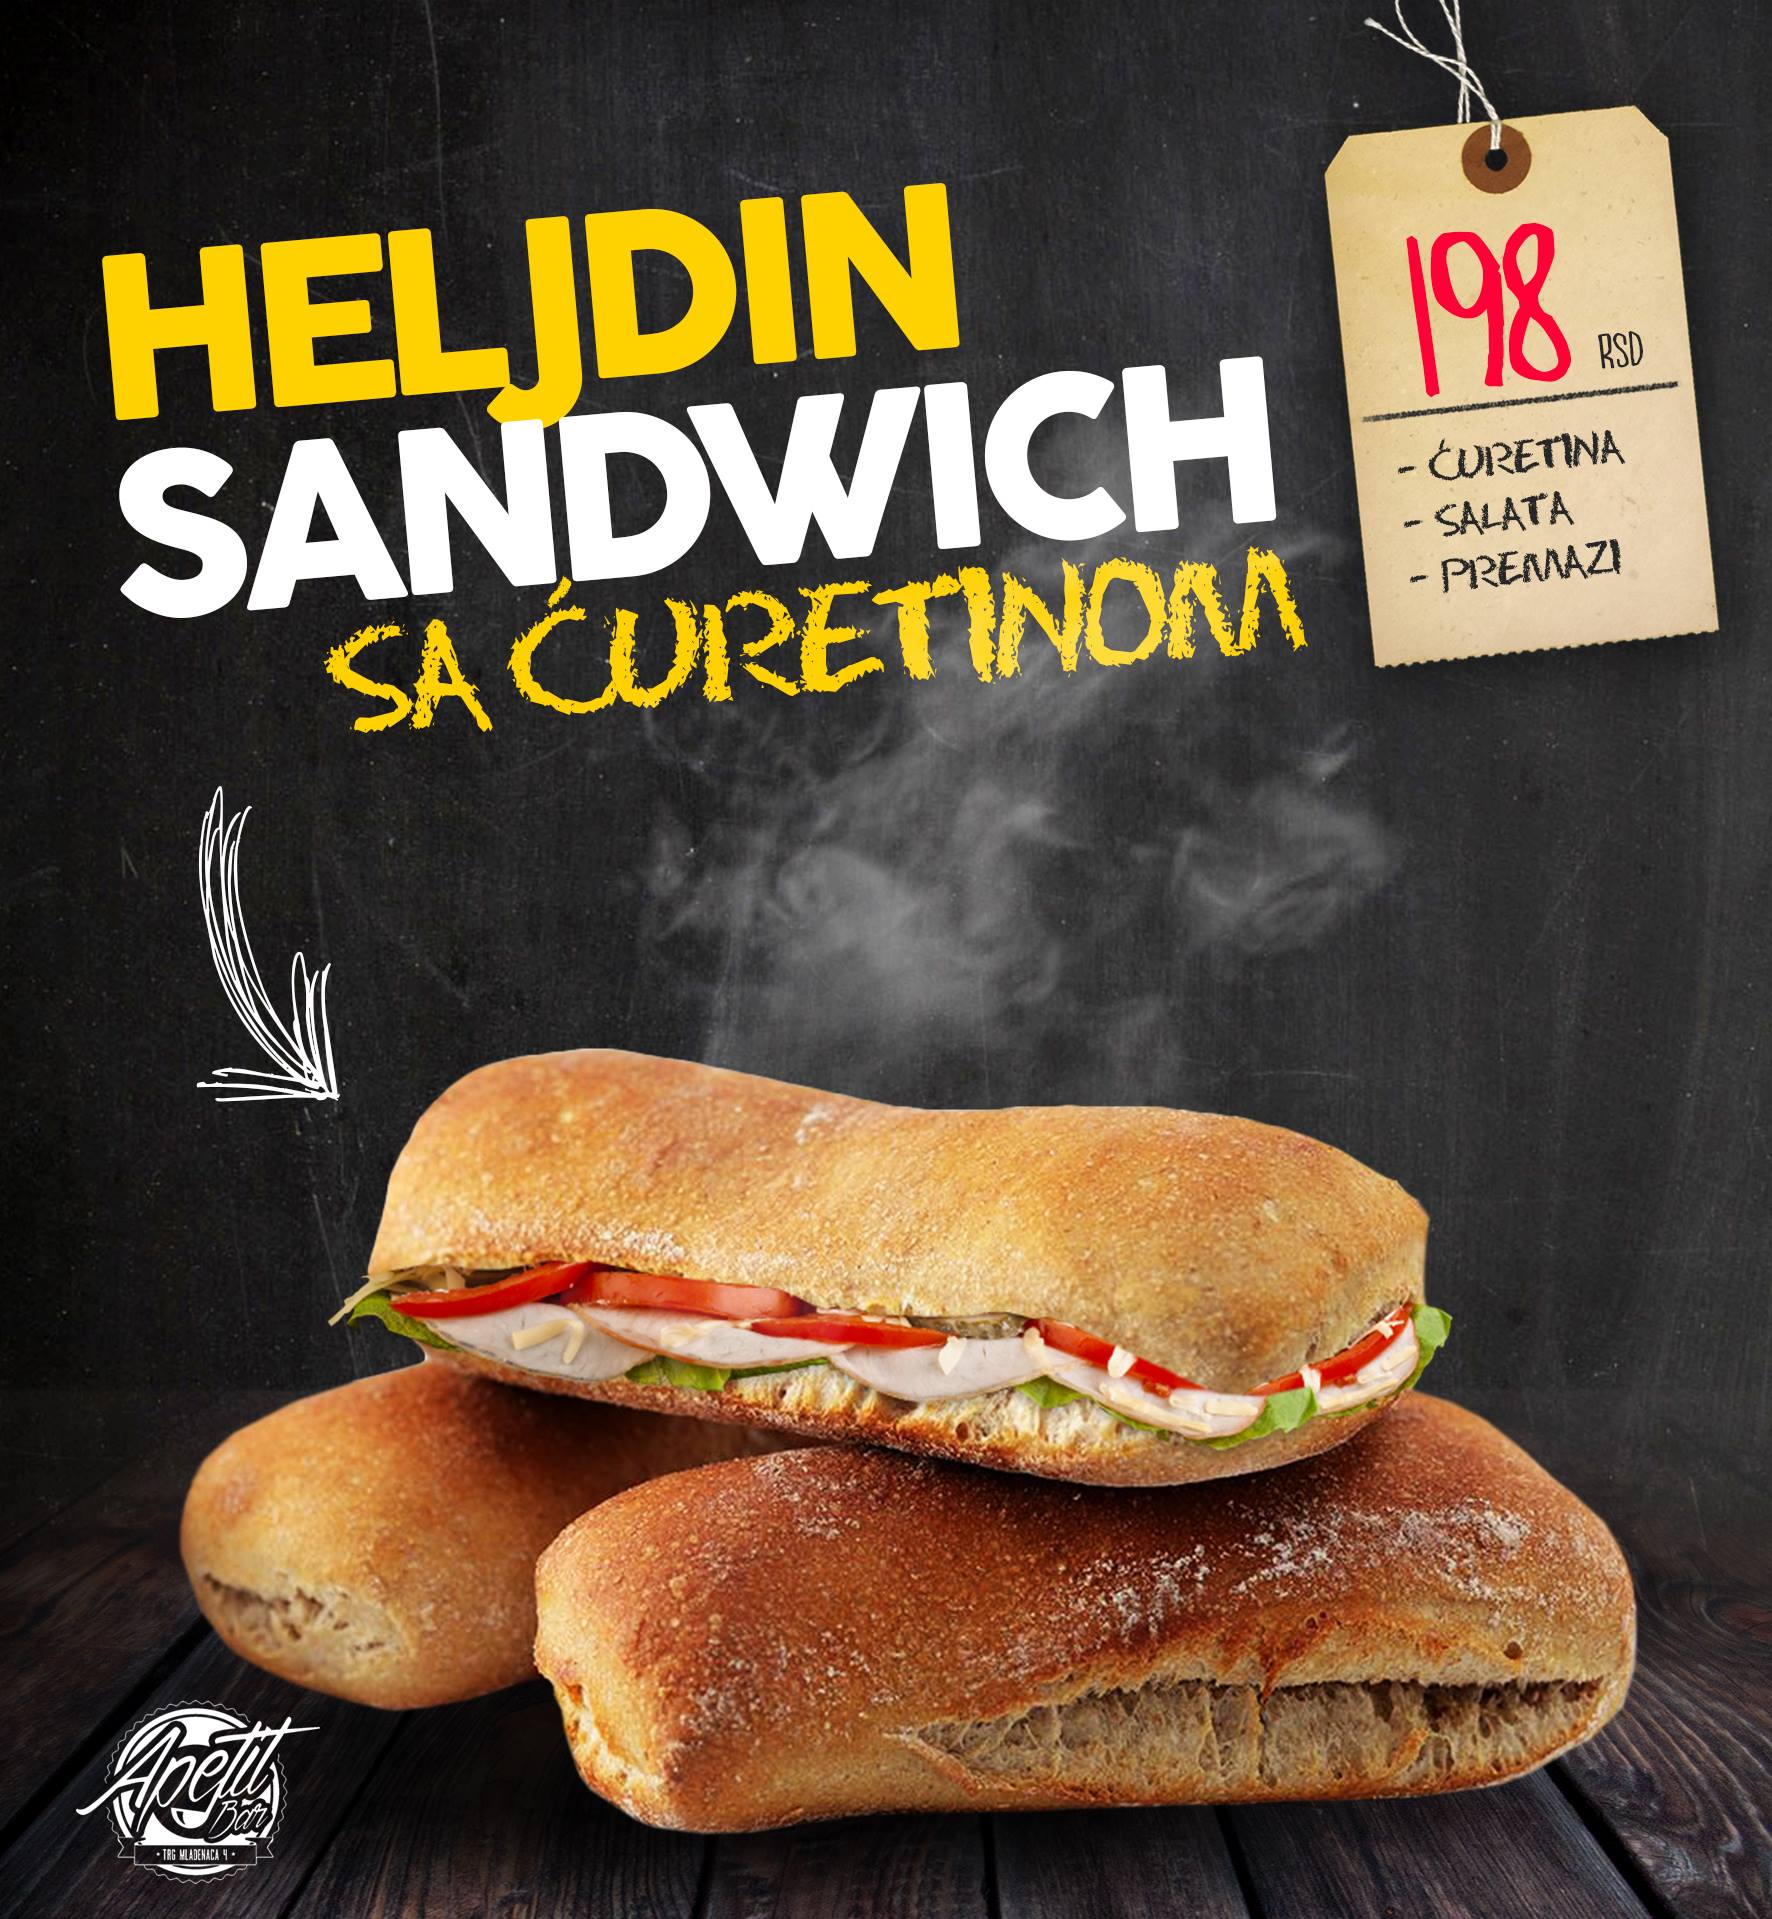 HELJDIN
SANDWICH
SA ĆURETINOM
198 RSD
- ĆURETINA
- SALATA
- PREMAZI
Apetit
Bar
• TRG MLADENACA 4 •